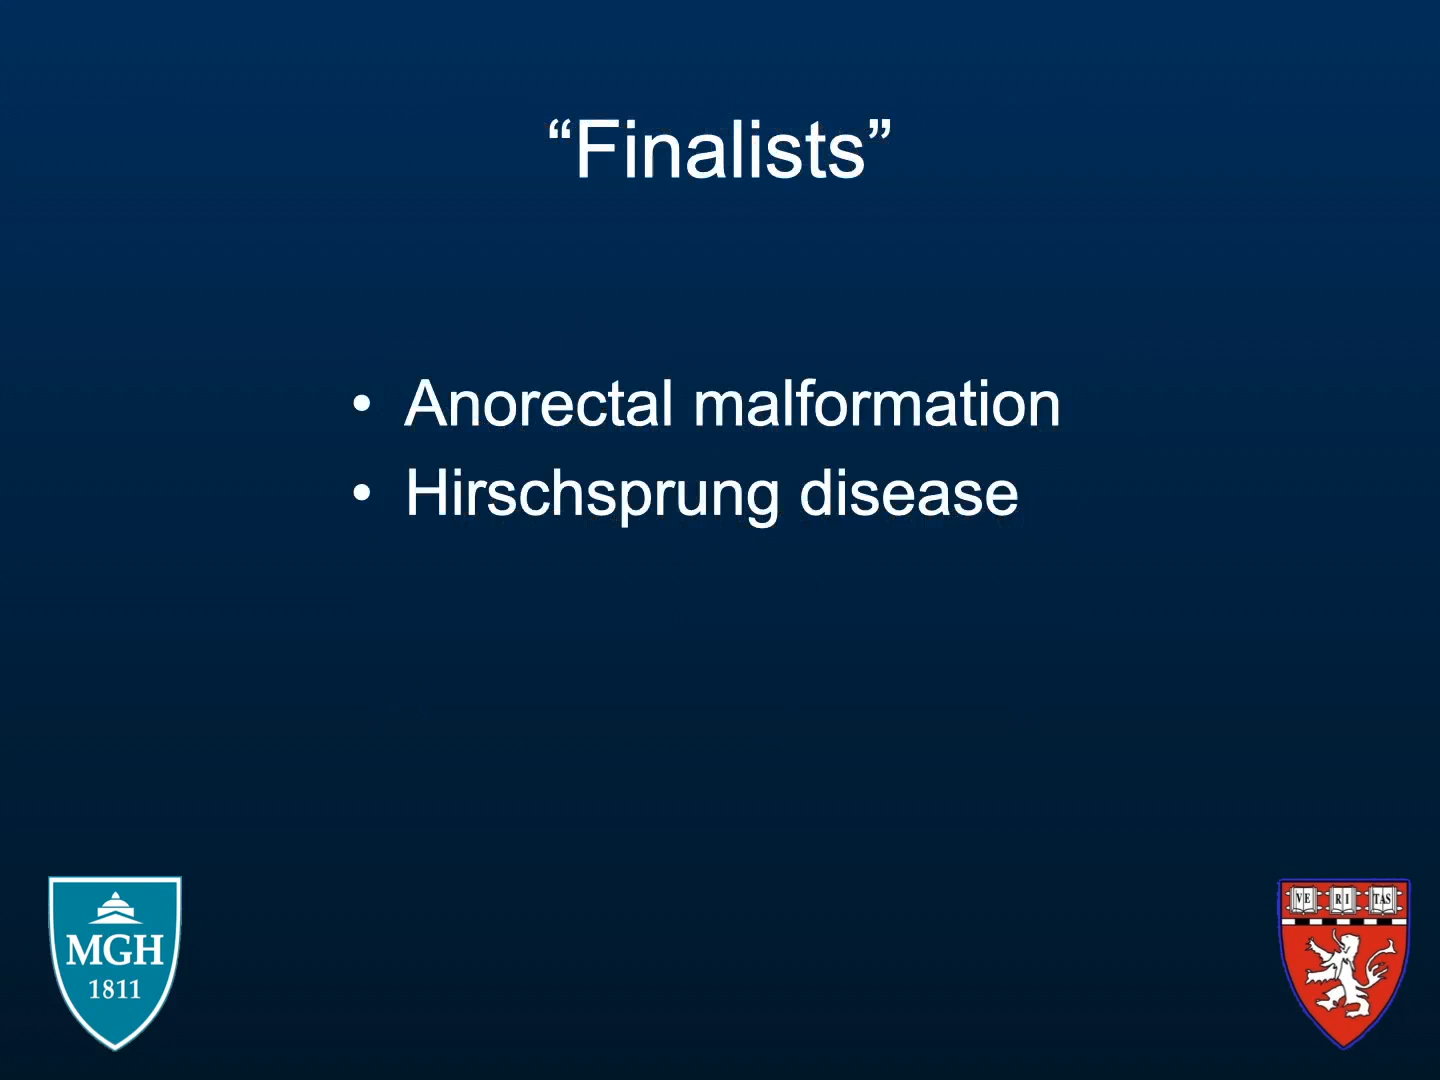 “Finalists”
• Anorectal malformation
• Hirschsprung disease
MGH
1811
VE RI TAS